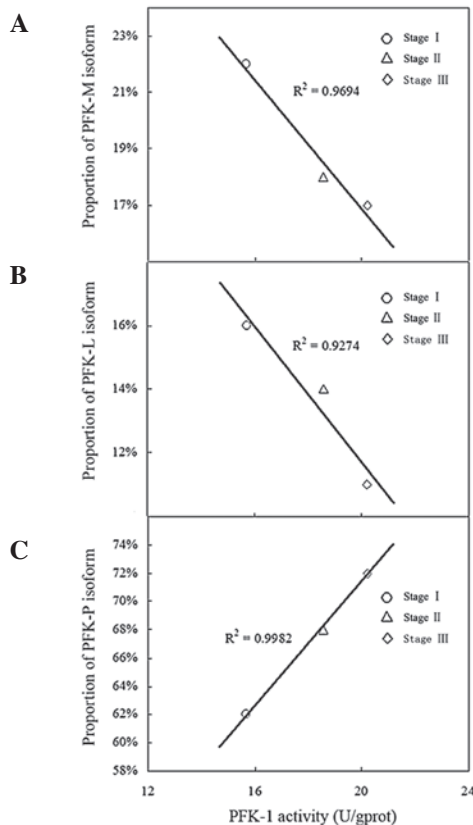 A
Proportion of PFK-M isoform
23%
21%
19%
17%
Stage I
Stage II
Stage III
R² = 0.9694
B
Proportion of PFK-L isoform
16%
14%
12%
Stage I
Stage II
Stage III
R² = 0.9274
C
Proportion of PFK-P isoform
74%
72%
70%
68%
66%
64%
62%
60%
58%
Stage I
Stage II
Stage III
R² = 0.9982
12 16 20 24
PFK-1 activity (U/gprot)